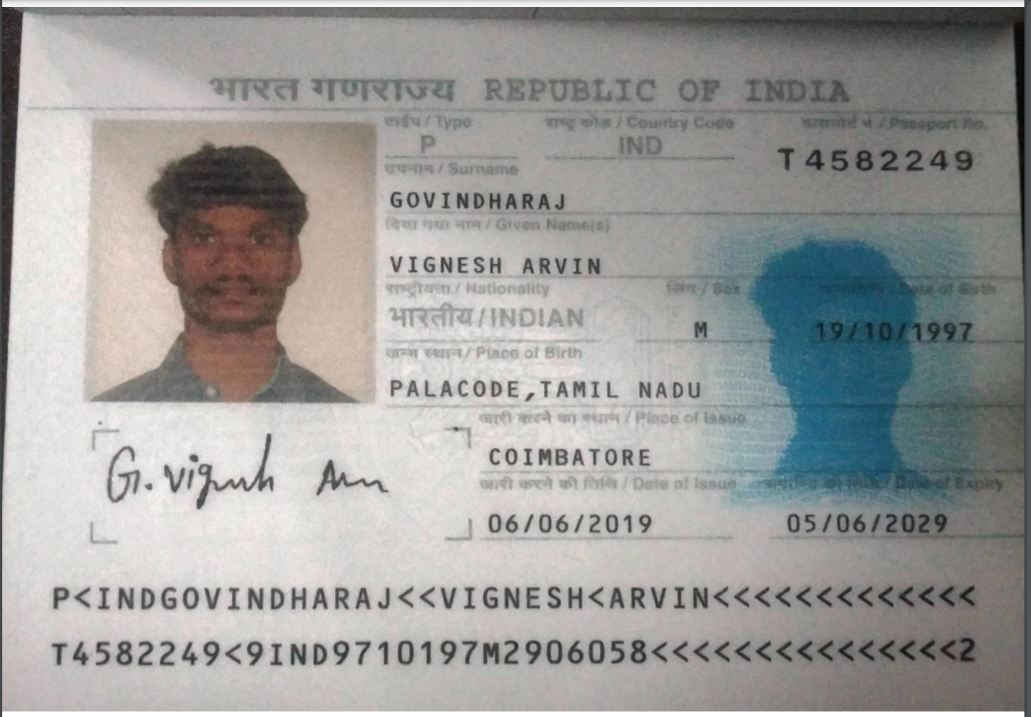 भारत गणराज्य REPUBLIC OF INDIA
टाईप / Type राष्ट्र कोड / Country Code पासपोर्ट नं. / Passport No.
P IND T4582249
उपनाम / Surname
GOVINDHARAJ
दिया गया नाम / Given Name(s)
VIGNESH ARVIN
राष्ट्रीयता / Nationality लिंग / Sex जन्मतिथि / Date of Birth
भारतीय / INDIAN M 19/10/1997
जन्म स्थान / Place of Birth
PALACODE,TAMIL NADU
जारी करने का स्थान / Place of Issue
COIMBATORE
जारी करने की तिथि / Date of Issue समाप्ति की तिथि / Date of Expiry
06/06/2019 05/06/2029
G. Vignesh Arvin
P<INDGOVINDHARAJ<<VIGNESH<ARVIN<<<<<<<<<<<<<
T4582249<9IND9710197M2906058<<<<<<<<<<<<<<<2